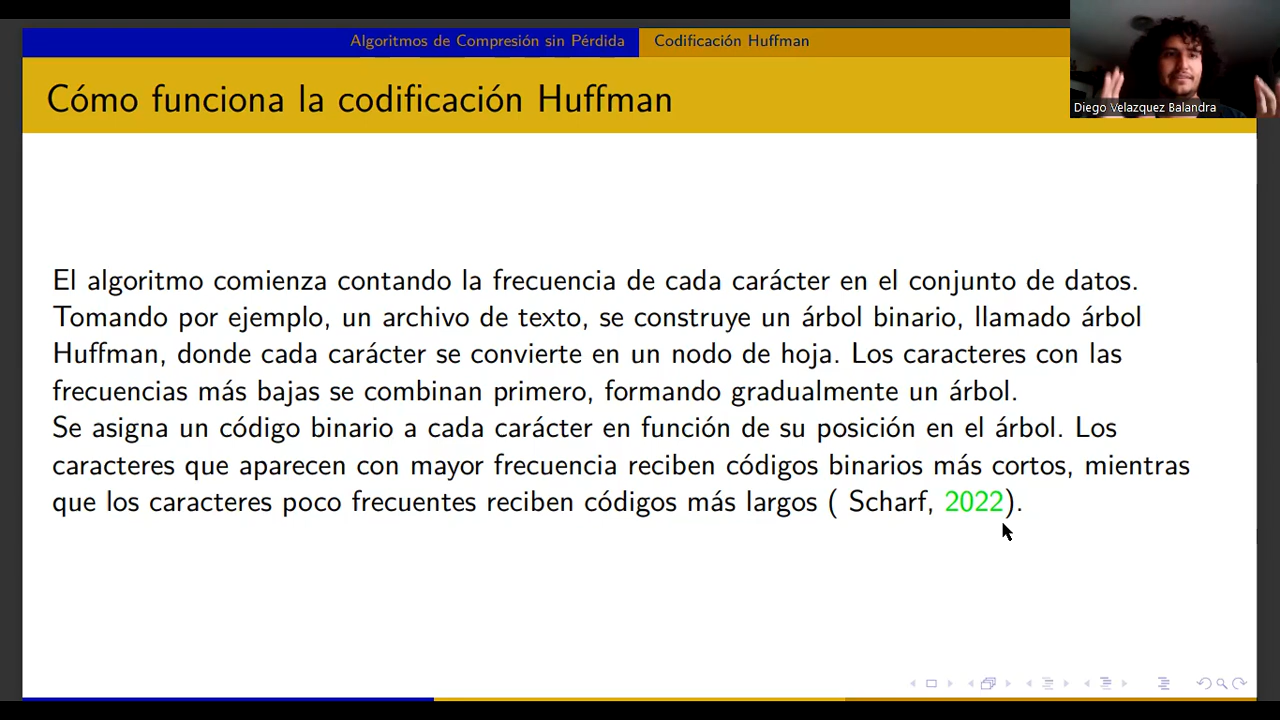 Algoritmos de Compresión sin Pérdida
Codificación Huffman
Cómo funciona la codificación Huffman
Diego Velazquez Balandra
El algoritmo comienza contando la frecuencia de cada carácter en el conjunto de datos.
Tomando por ejemplo, un archivo de texto, se construye un árbol binario, llamado árbol
Huffman, donde cada carácter se convierte en un nodo de hoja. Los caracteres con las
frecuencias más bajas se combinan primero, formando gradualmente un árbol.
Se asigna un código binario a cada carácter en función de su posición en el árbol. Los
caracteres que aparecen con mayor frecuencia reciben códigos binarios más cortos, mientras
que los caracteres poco frecuentes reciben códigos más largos ( Scharf, 2022).